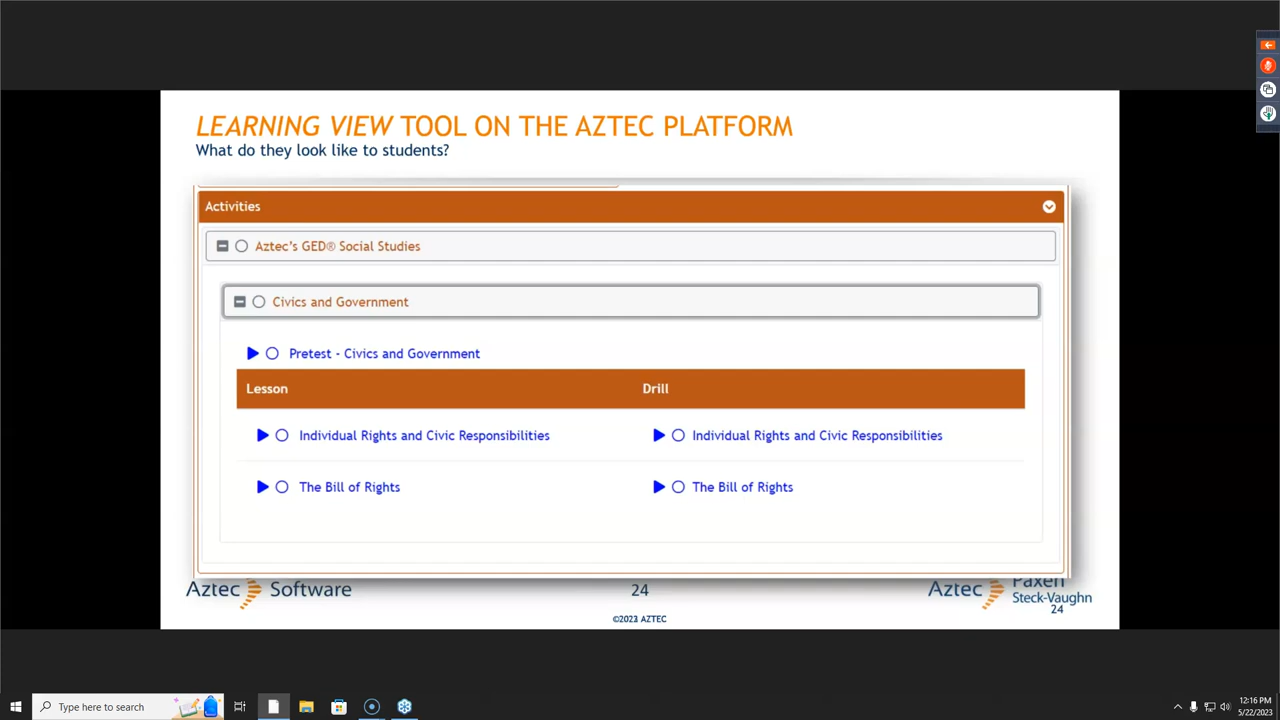 LEARNING VIEW TOOL ON THE AZTEC PLATFORM
What do they look like to students?
Activities
Aztec's GED® Social Studies
Civics and Government
Pretest - Civics and Government
Lesson Drill
Individual Rights and Civic Responsibilities Individual Rights and Civic Responsibilities
The Bill of Rights The Bill of Rights
Aztec Software 24 Aztec Paxen
Steck-Vaughn
24
©2023 AZTEC
Type here to search
12:16 PM
5/22/2023